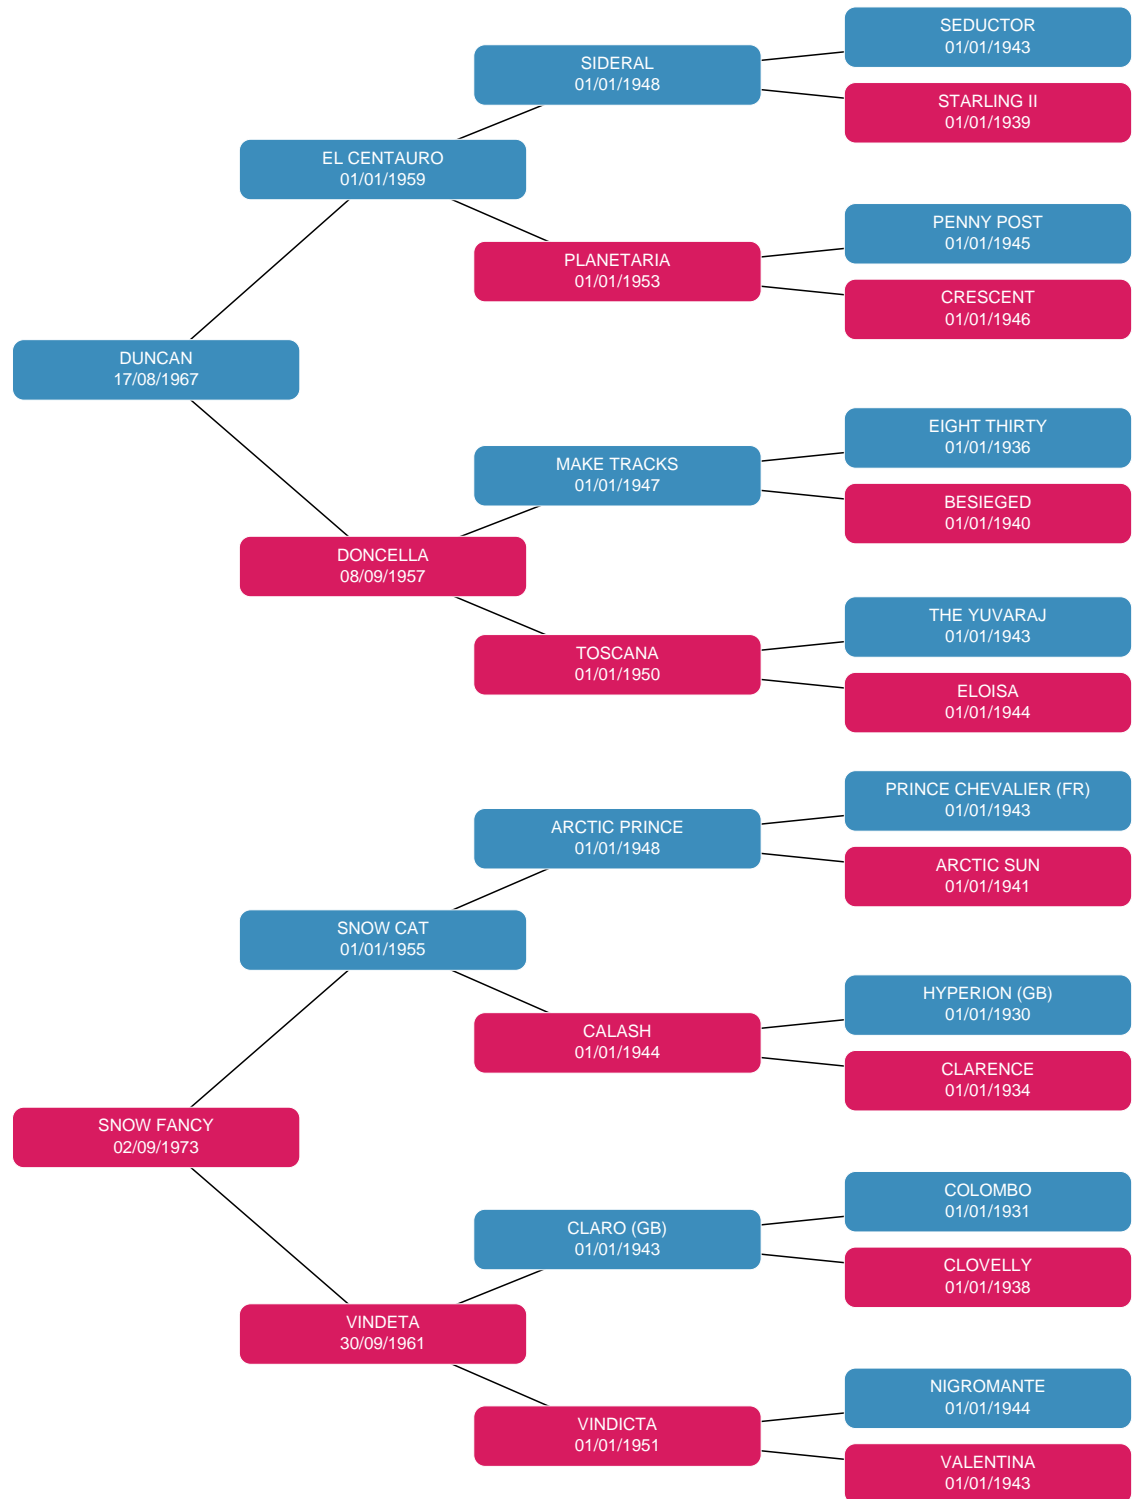 SEDUCTOR
01/01/1943
SIDERAL
01/01/1948
STARLING II
01/01/1939
EL CENTAURO
01/01/1959
PENNY POST
01/01/1945
PLANETARIA
01/01/1953
CRESCENT
01/01/1946
DUNCAN
17/08/1967
EIGHT THIRTY
01/01/1936
MAKE TRACKS
01/01/1947
BESIEGED
01/01/1940
DONCELLA
08/09/1957
THE YUVARAJ
01/01/1943
TOSCANA
01/01/1950
ELOISA
01/01/1944
PRINCE CHEVALIER (FR)
01/01/1943
ARCTIC PRINCE
01/01/1948
ARCTIC SUN
01/01/1941
SNOW CAT
01/01/1955
HYPERION (GB)
01/01/1930
CALASH
01/01/1944
CLARENCE
01/01/1934
SNOW FANCY
02/09/1973
COLOMBO
01/01/1931
CLARO (GB)
01/01/1943
CLOVELLY
01/01/1938
VINDETA
30/09/1961
NIGROMANTE
01/01/1944
VINDICTA
01/01/1951
VALENTINA
01/01/1943